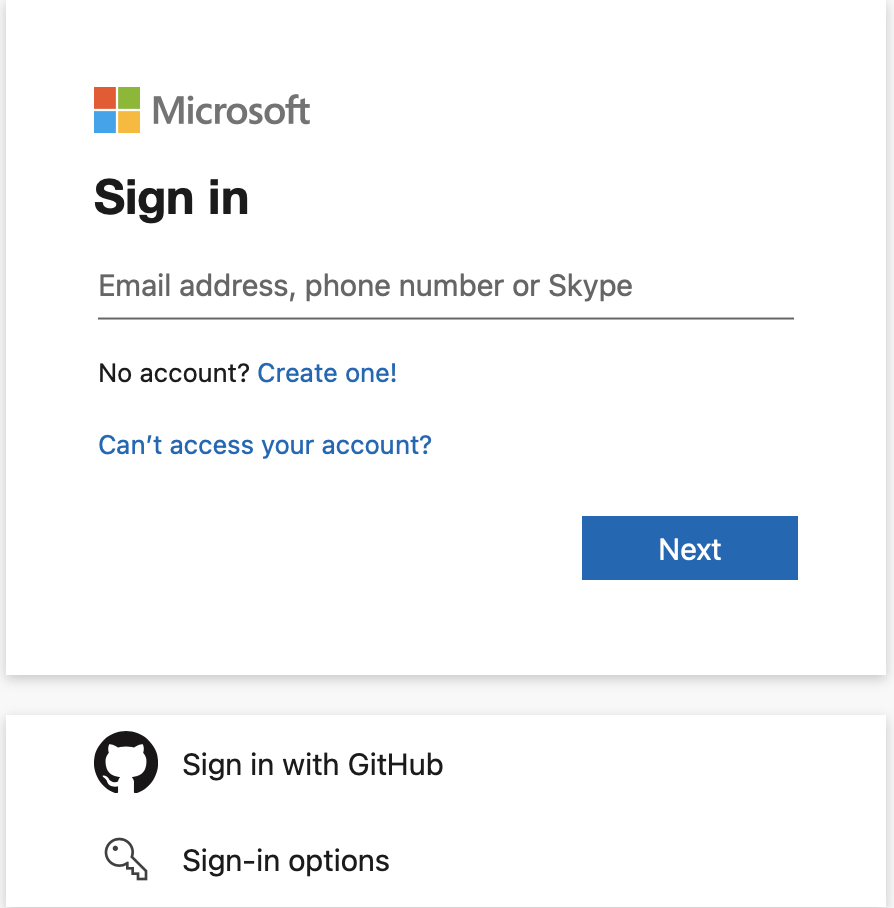 Microsoft
Sign in
Email address, phone number or Skype
No account? Create one!
Can’t access your account?
Next
Sign in with GitHub
Sign-in options